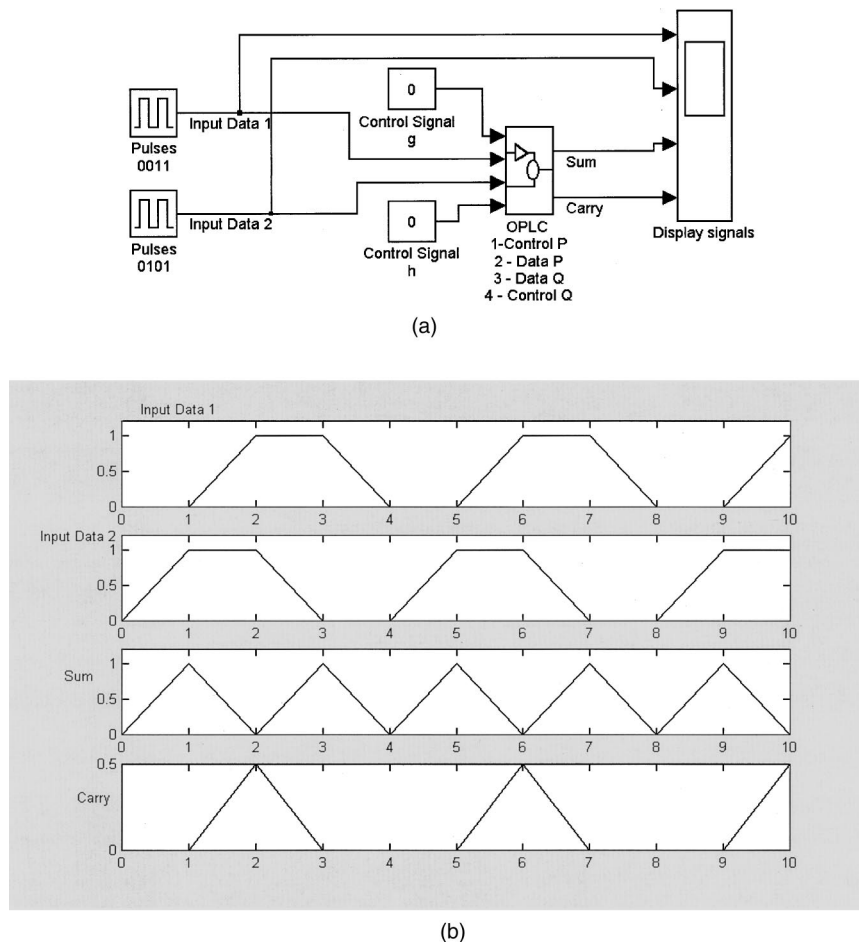 0
Control Signal
g
Input Data 1
Pulses
0011
Sum
Input Data 2
Pulses
0101
0
Control Signal
h
Carry
OPLC
1-Control P
2 - Data P
3 - Data Q
4 - Control Q
Display signals
(a)
Input Data 1
1
0.5
0
0 1 2 3 4 5 6 7 8 9 10
Input Data 2
1
0.5
0
0 1 2 3 4 5 6 7 8 9 10
Sum
1
0.5
0
0 1 2 3 4 5 6 7 8 9 10
Carry
0.5
0
0 1 2 3 4 5 6 7 8 9 10
(b)